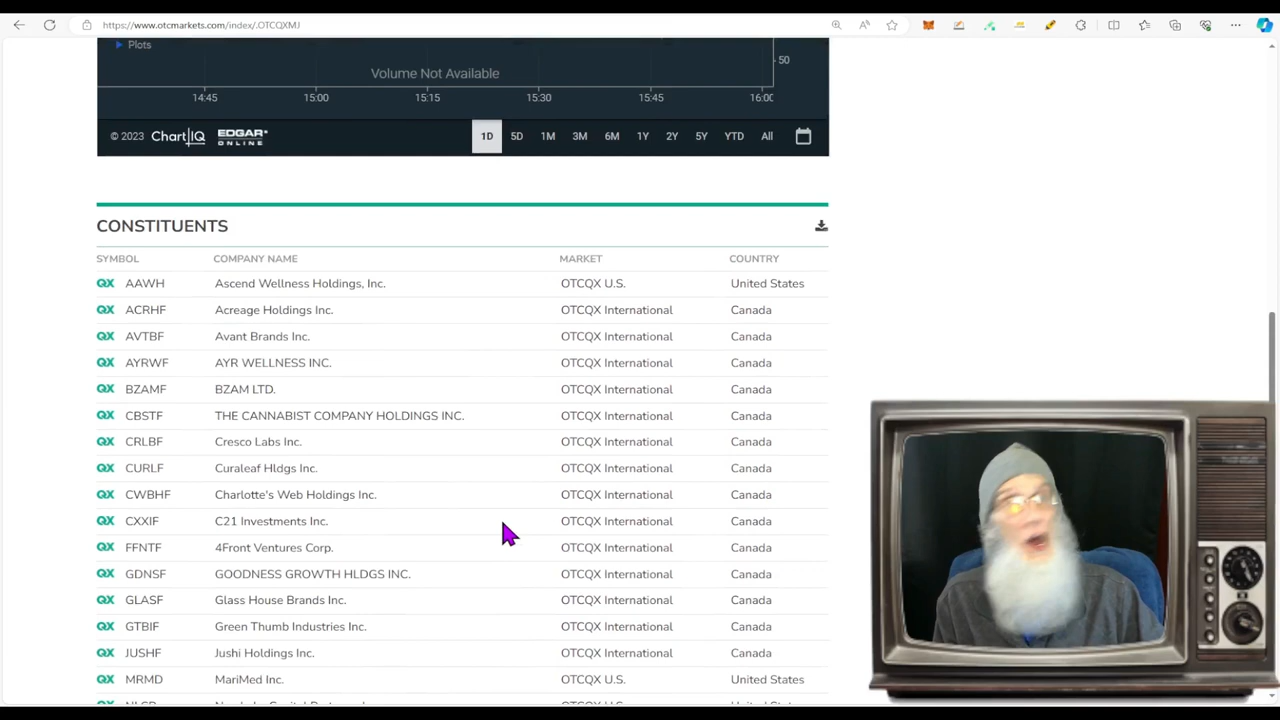 https://www.otcmarkets.com/index/.OTCQXMJ
Plots
50
Volume Not Available
14:45 15:00 15:15 15:30 15:45 16:00
© 2023 ChartIQ EDGAR ONLINE 1D 5D 1M 3M 6M 1Y 2Y 5Y YTD All
CONSTITUENTS
SYMBOL COMPANY NAME MARKET COUNTRY
QX AAWH Ascend Wellness Holdings, Inc. OTCQX U.S. United States
QX ACRHF Acreage Holdings Inc. OTCQX International Canada
QX AVTBF Avant Brands Inc. OTCQX International Canada
QX AYRWF AYR WELLNESS INC. OTCQX International Canada
QX BZAMF BZAM LTD. OTCQX International Canada
QX CBSTF THE CANNABIST COMPANY HOLDINGS INC. OTCQX International Canada
QX CRLBF Cresco Labs Inc. OTCQX International Canada
QX CURLF Curaleaf Hldgs Inc. OTCQX International Canada
QX CWBHF Charlotte's Web Holdings Inc. OTCQX International Canada
QX CXXIF C21 Investments Inc. OTCQX International Canada
QX FFNTF 4Front Ventures Corp. OTCQX International Canada
QX GDNSF GOODNESS GROWTH HLDGS INC. OTCQX International Canada
QX GLASF Glass House Brands Inc. OTCQX International Canada
QX GTBIF Green Thumb Industries Inc. OTCQX International Canada
QX JUSHF Jushi Holdings Inc. OTCQX International Canada
QX MRMD MariMed Inc. OTCQX U.S. United States